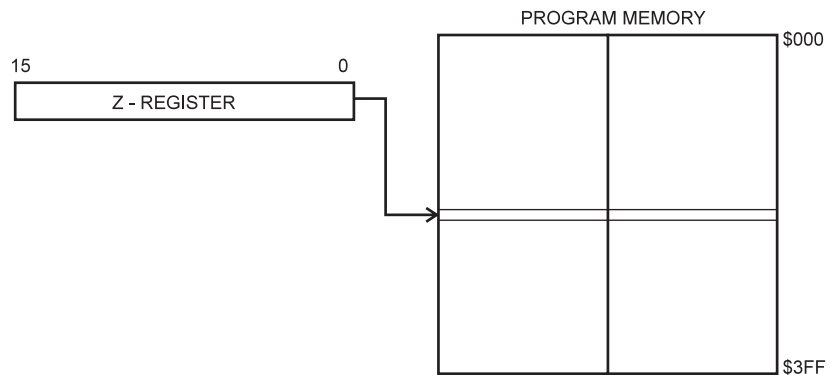 PROGRAM MEMORY
$000
15 0
Z - REGISTER
$3FF